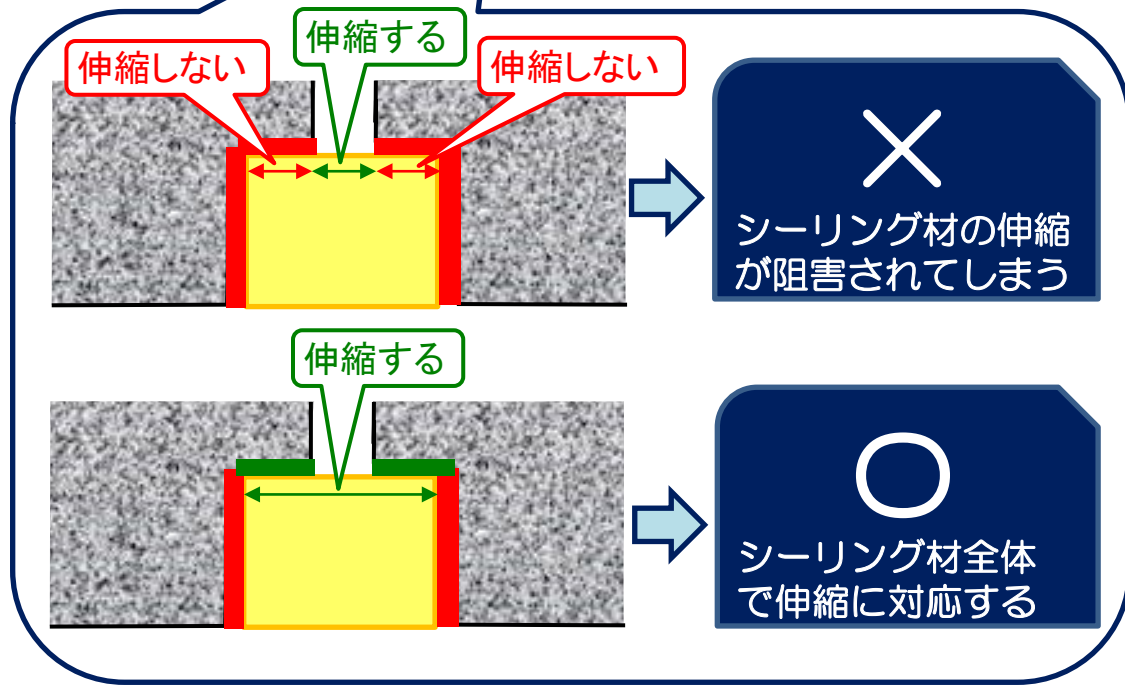 伸縮する
伸縮しない
伸縮しない
×
シーリング材の伸縮
が阻害されてしまう
伸縮する
○
シーリング材全体
で伸縮に対応する